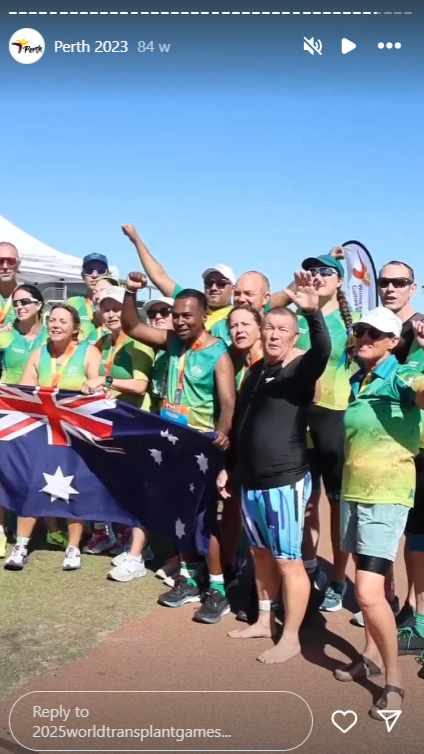 Perth 2023 84 w
Perth
Reply to
2025worldtransplantgames...